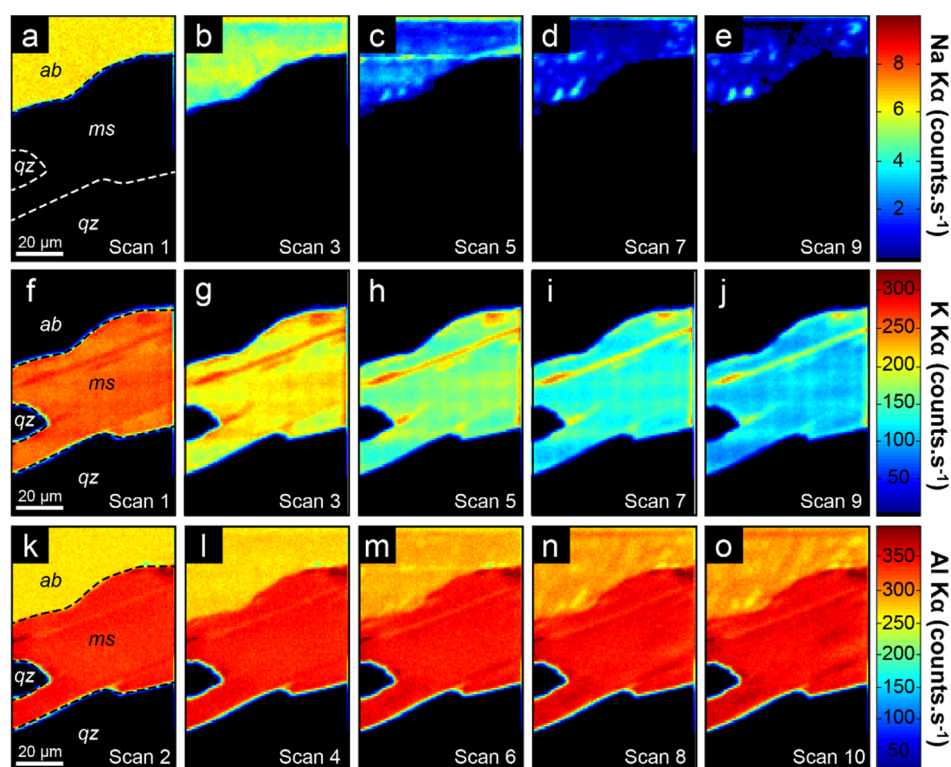 a b c d e
ab
ms
qz
qz
20 μm Scan 1 Scan 3 Scan 5 Scan 7 Scan 9
8
6
4
2
Na Kα (counts.s⁻¹)
f g h i j
ab
ms
qz
qz
20 μm Scan 1 Scan 3 Scan 5 Scan 7 Scan 9
300
250
200
150
100
50
K Kα (counts.s⁻¹)
k l m n o
ab
ms
qz
qz
20 μm Scan 2 Scan 4 Scan 6 Scan 8 Scan 10
350
300
250
200
150
100
50
Al Kα (counts.s⁻¹)